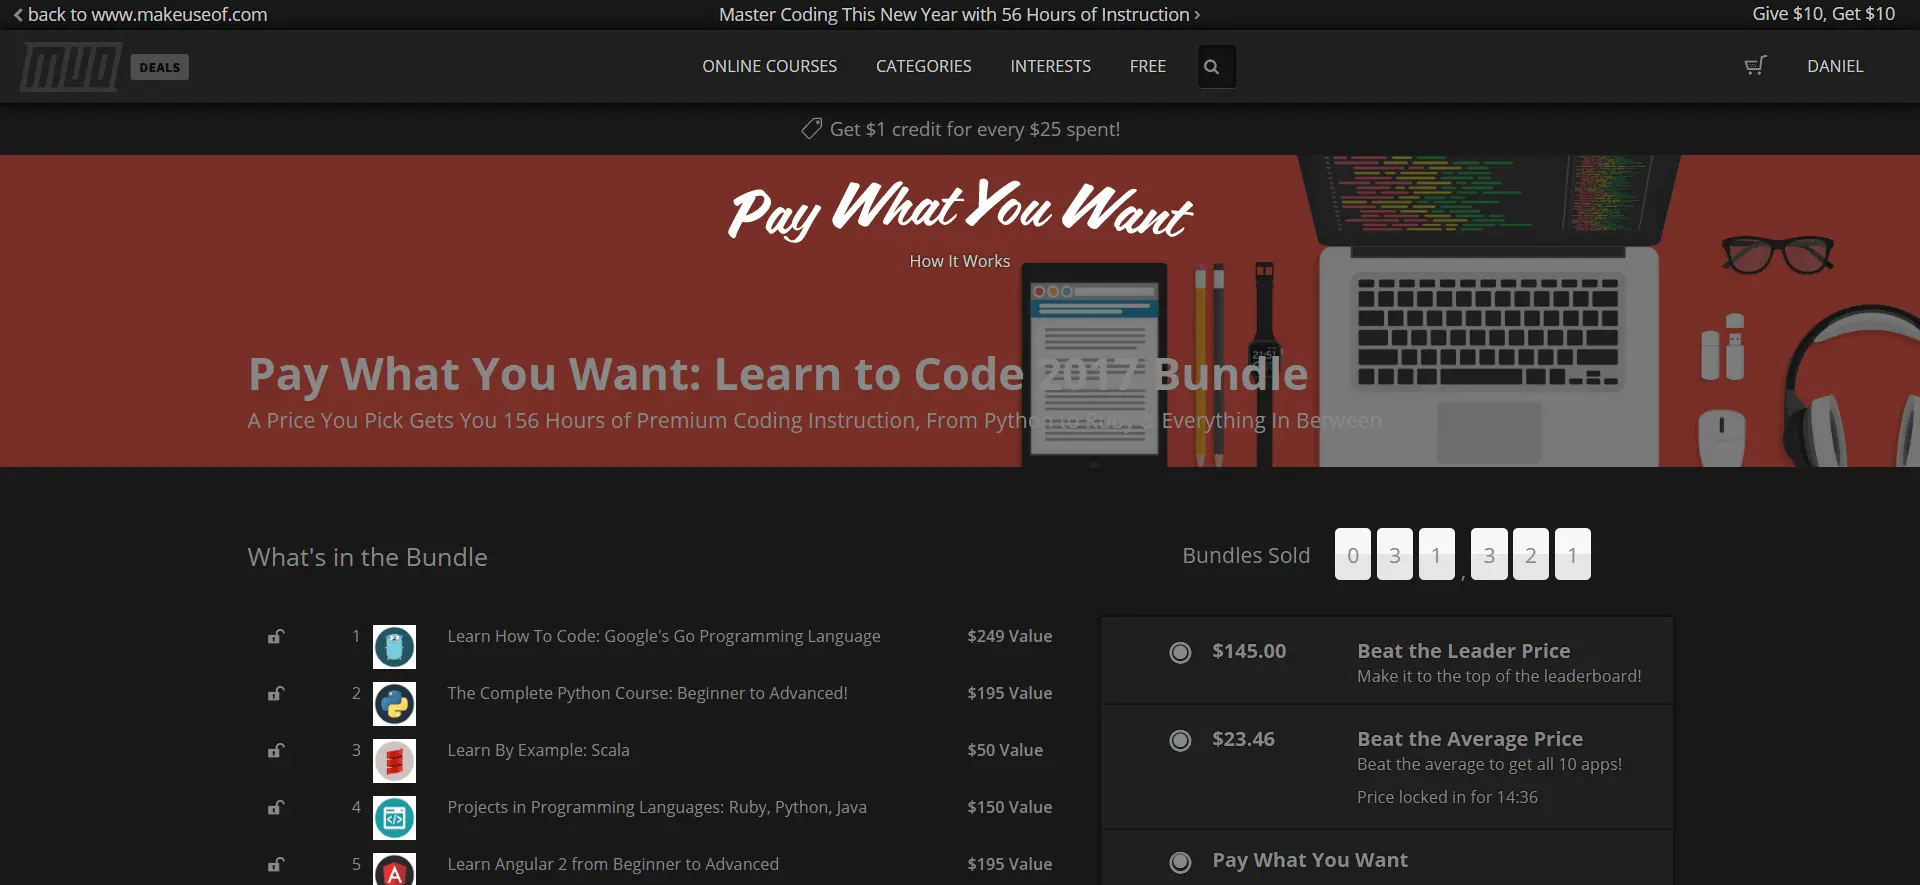 back to www.makeuseof.com
Master Coding This New Year with 56 Hours of Instruction
Give $10, Get $10
MUO DEALS
ONLINE COURSES
CATEGORIES
INTERESTS
FREE
DANIEL
Get $1 credit for every $25 spent!
Pay What You Want
How It Works
21:51
Pay What You Want: Learn to Code 2017 Bundle
A Price You Pick Gets You 156 Hours of Premium Coding Instruction, From Python to Ruby & Everything In Between
What's in the Bundle
Bundles Sold 031,321
1 Learn How To Code: Google's Go Programming Language $249 Value
2 The Complete Python Course: Beginner to Advanced! $195 Value
3 Learn By Example: Scala $50 Value
4 Projects in Programming Languages: Ruby, Python, Java $150 Value
5 Learn Angular 2 from Beginner to Advanced $195 Value
$145.00 Beat the Leader Price
Make it to the top of the leaderboard!
$23.46 Beat the Average Price
Beat the average to get all 10 apps!
Price locked in for 14:36
Pay What You Want